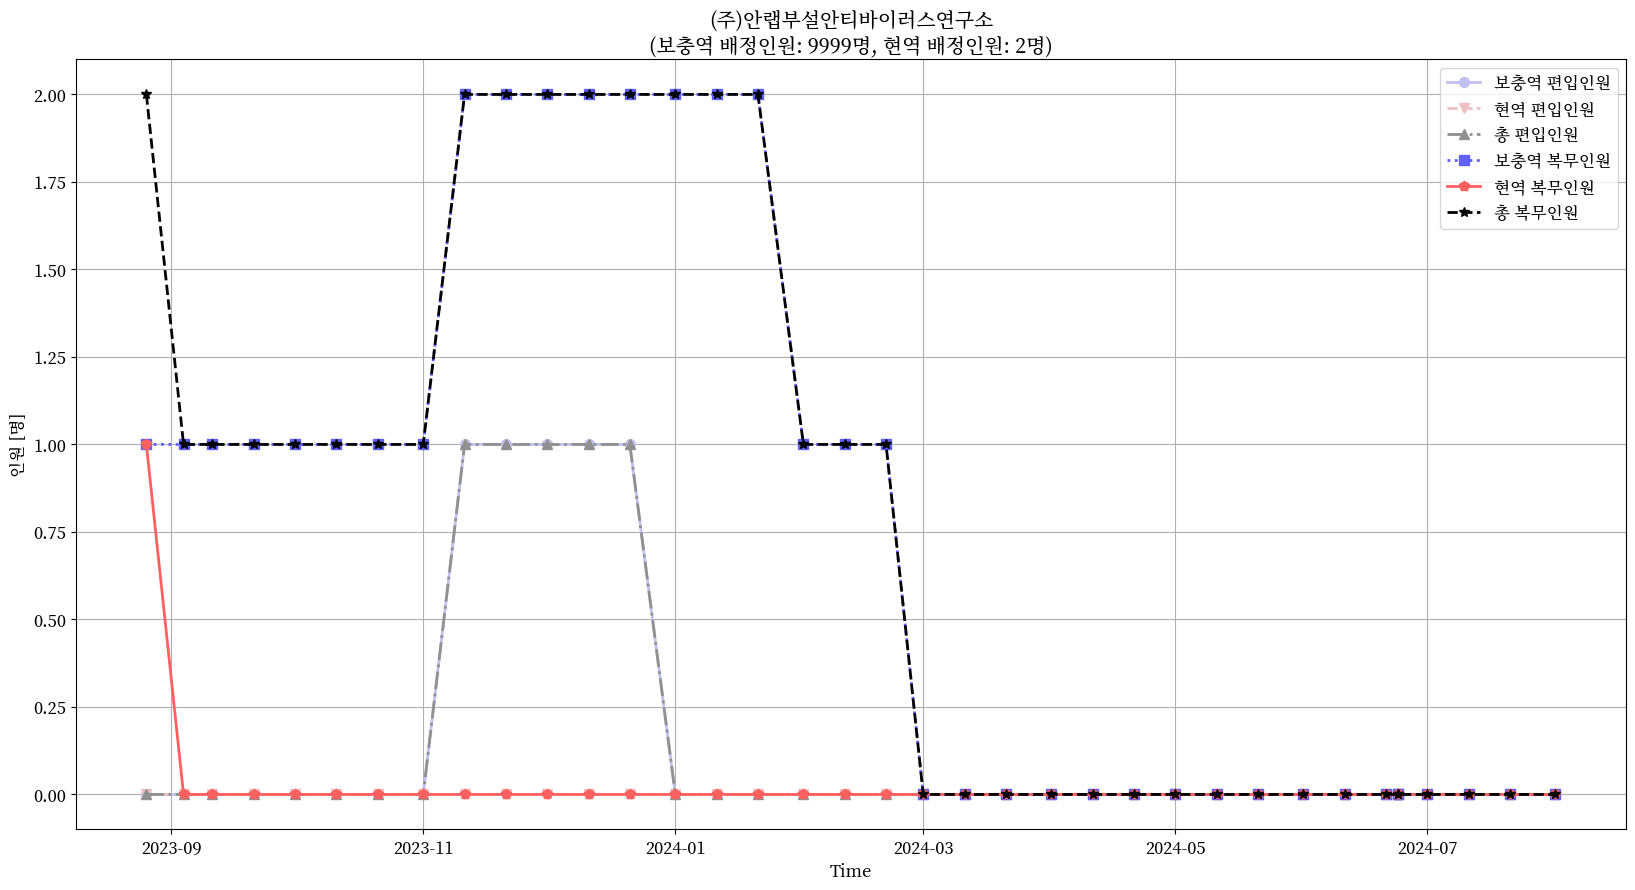 (주)안랩부설안티바이러스연구소
(보충역 배정인원: 9999명, 현역 배정인원: 2명)
보충역 편입인원
현역 편입인원
총 편입인원
보충역 복무인원
현역 복무인원
총 복무인원
인원 [명]
2.00
1.75
1.50
1.25
1.00
0.75
0.50
0.25
0.00
2023-09
2023-11
2024-01
2024-03
2024-05
2024-07
Time